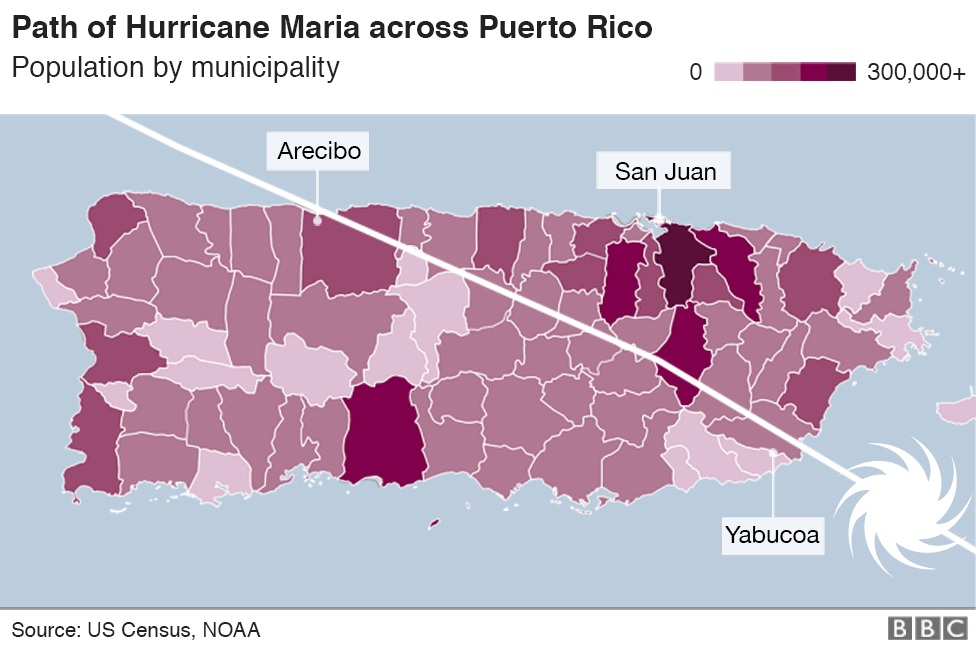 Path of Hurricane Maria across Puerto Rico
Population by municipality
0 300,000+
Arecibo
San Juan
Yabucoa
Source: US Census, NOAA
BBC